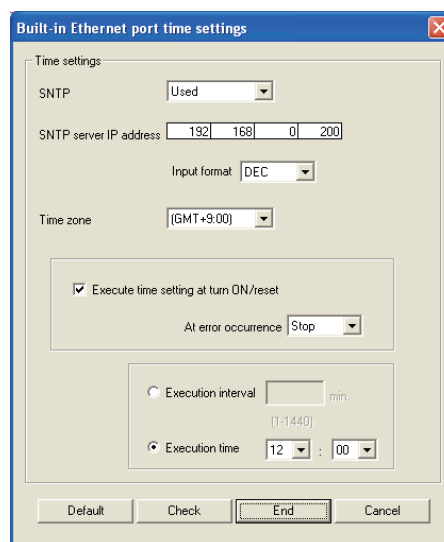 Built-in Ethernet port time settings
Time settings
SNTP Used
SNTP server IP address 192 168 0 200
Input format DEC
Time zone (GMT+9:00)
Execute time setting at turn ON/reset
At error occurrence Stop
Execution interval min.
(1-1440)
Execution time 12 : 00
Default Check End Cancel